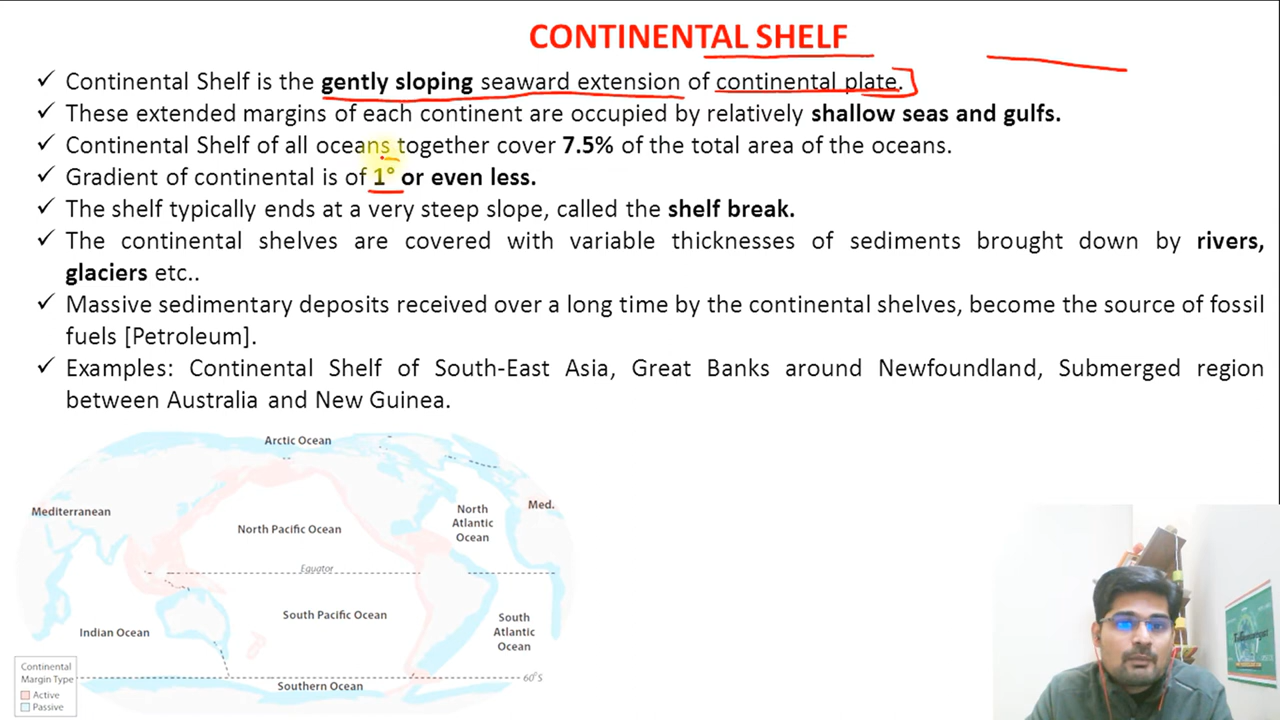 CONTINENTAL SHELF
✓ Continental Shelf is the gently sloping seaward extension of continental plate.
✓ These extended margins of each continent are occupied by relatively shallow seas and gulfs.
✓ Continental Shelf of all oceans together cover 7.5% of the total area of the oceans.
✓ Gradient of continental is of 1° or even less.
✓ The shelf typically ends at a very steep slope, called the shelf break.
✓ The continental shelves are covered with variable thicknesses of sediments brought down by rivers,
glaciers etc..
✓ Massive sedimentary deposits received over a long time by the continental shelves, become the source of fossil
fuels [Petroleum].
✓ Examples: Continental Shelf of South-East Asia, Great Banks around Newfoundland, Submerged region
between Australia and New Guinea.
Arctic Ocean
Mediterranean
North Pacific Ocean
North
Atlantic
Ocean
Med.
Equator
South Pacific Ocean
Indian Ocean
South
Atlantic
Ocean
Southern Ocean
60°S
Continental
Margin Type
Active
Passive